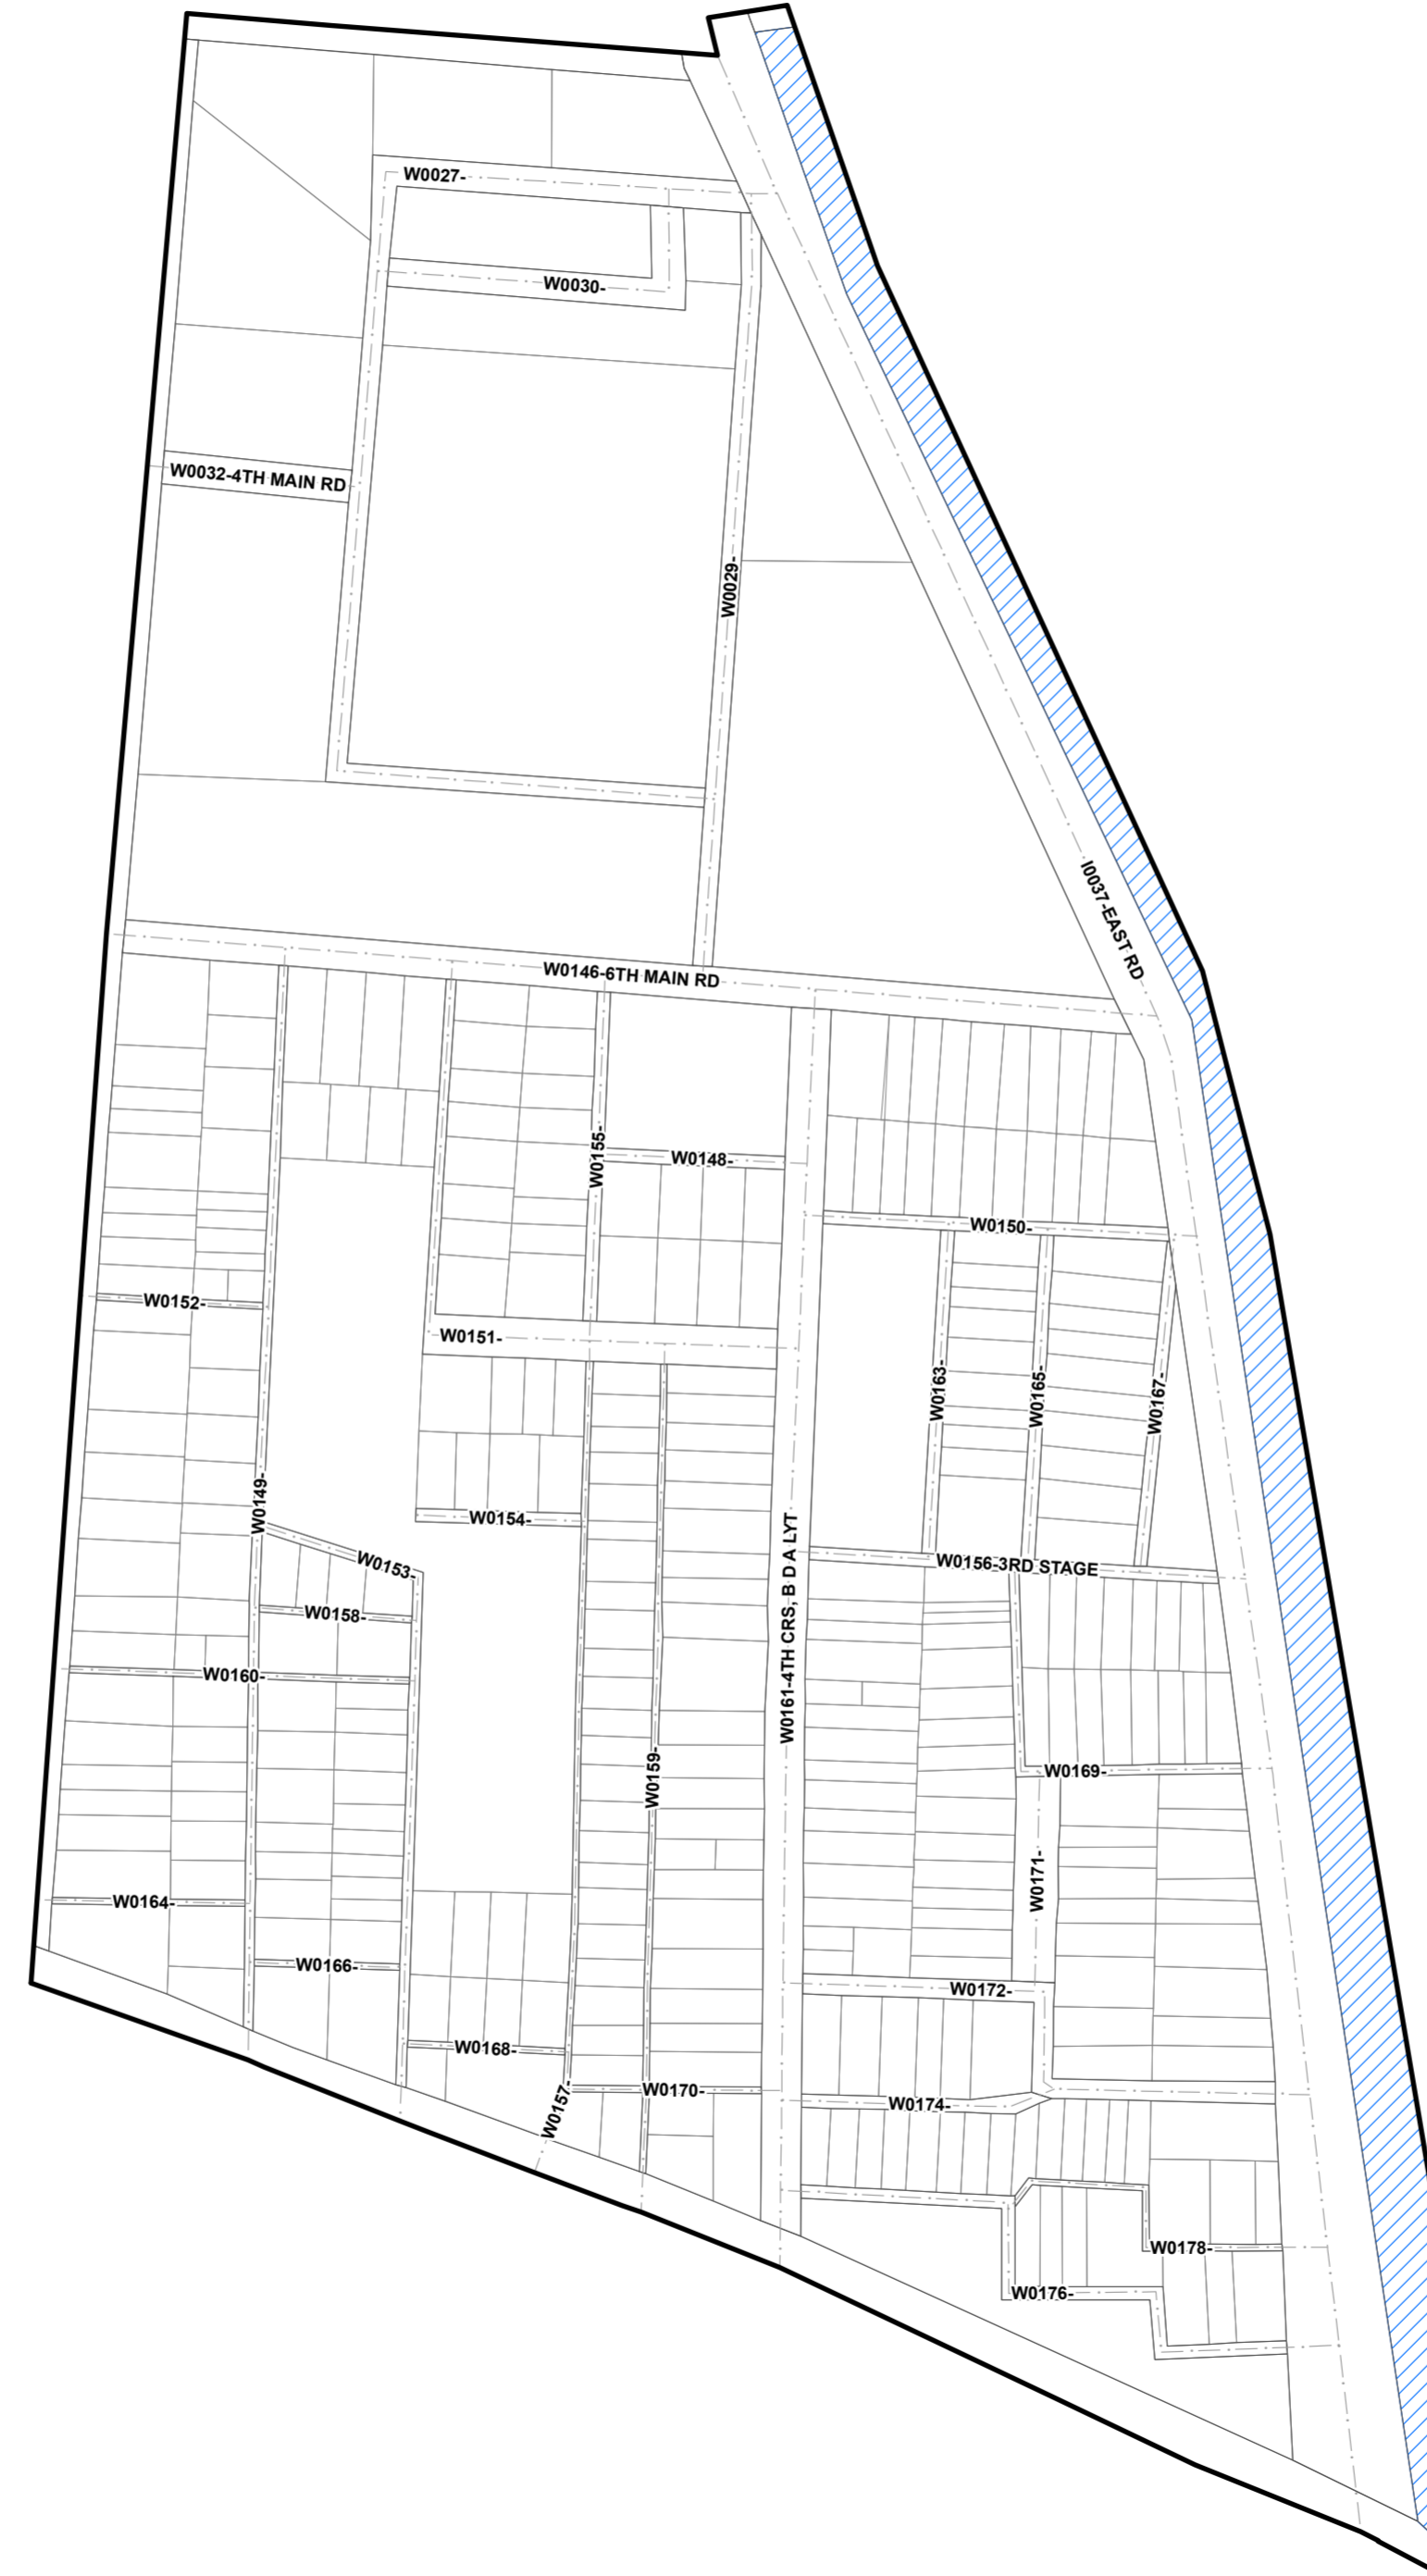 W0027-
W0030-
W0032-4TH MAIN RD
W0029-
I0037-EAST RD
W0146-6TH MAIN RD
W0155-
W0148-
W0150-
W0152-
W0151-
W0163-
W0165-
W0167-
W0149-
W0154-
W0153-
W0156-3RD STAGE
W0158-
W0161-4TH CRS, B D A LYT
W0160-
W0159-
W0169-
W0171-
W0164-
W0166-
W0172-
W0168-
W0157-
W0170-
W0174-
W0178-
W0176-